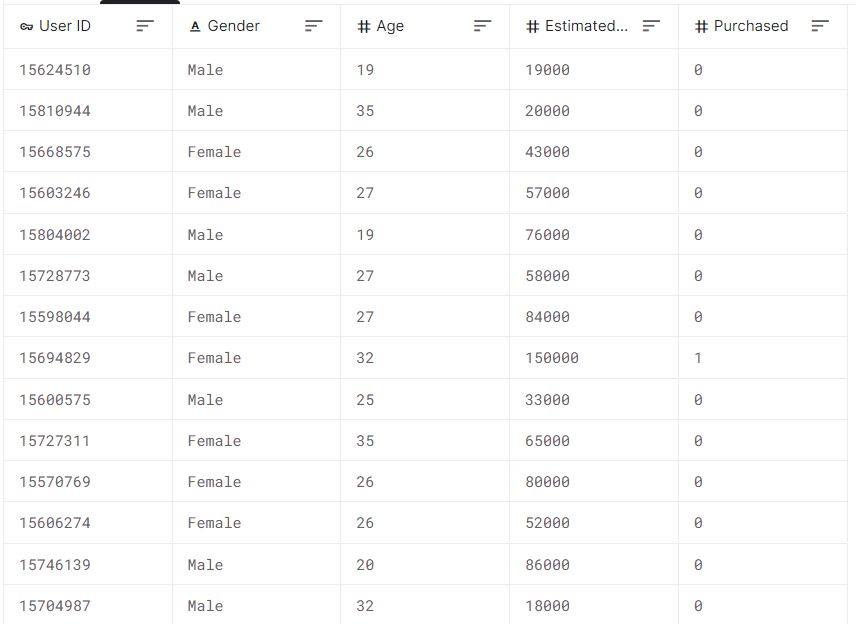 User ID Gender Age Estimated... Purchased
15624510 Male 19 19000 0
15810944 Male 35 20000 0
15668575 Female 26 43000 0
15603246 Female 27 57000 0
15804002 Male 19 76000 0
15728773 Male 27 58000 0
15598044 Female 27 84000 0
15694829 Female 32 150000 1
15600575 Male 25 33000 0
15727311 Female 35 65000 0
15570769 Female 26 80000 0
15606274 Female 26 52000 0
15746139 Male 20 86000 0
15704987 Male 32 18000 0